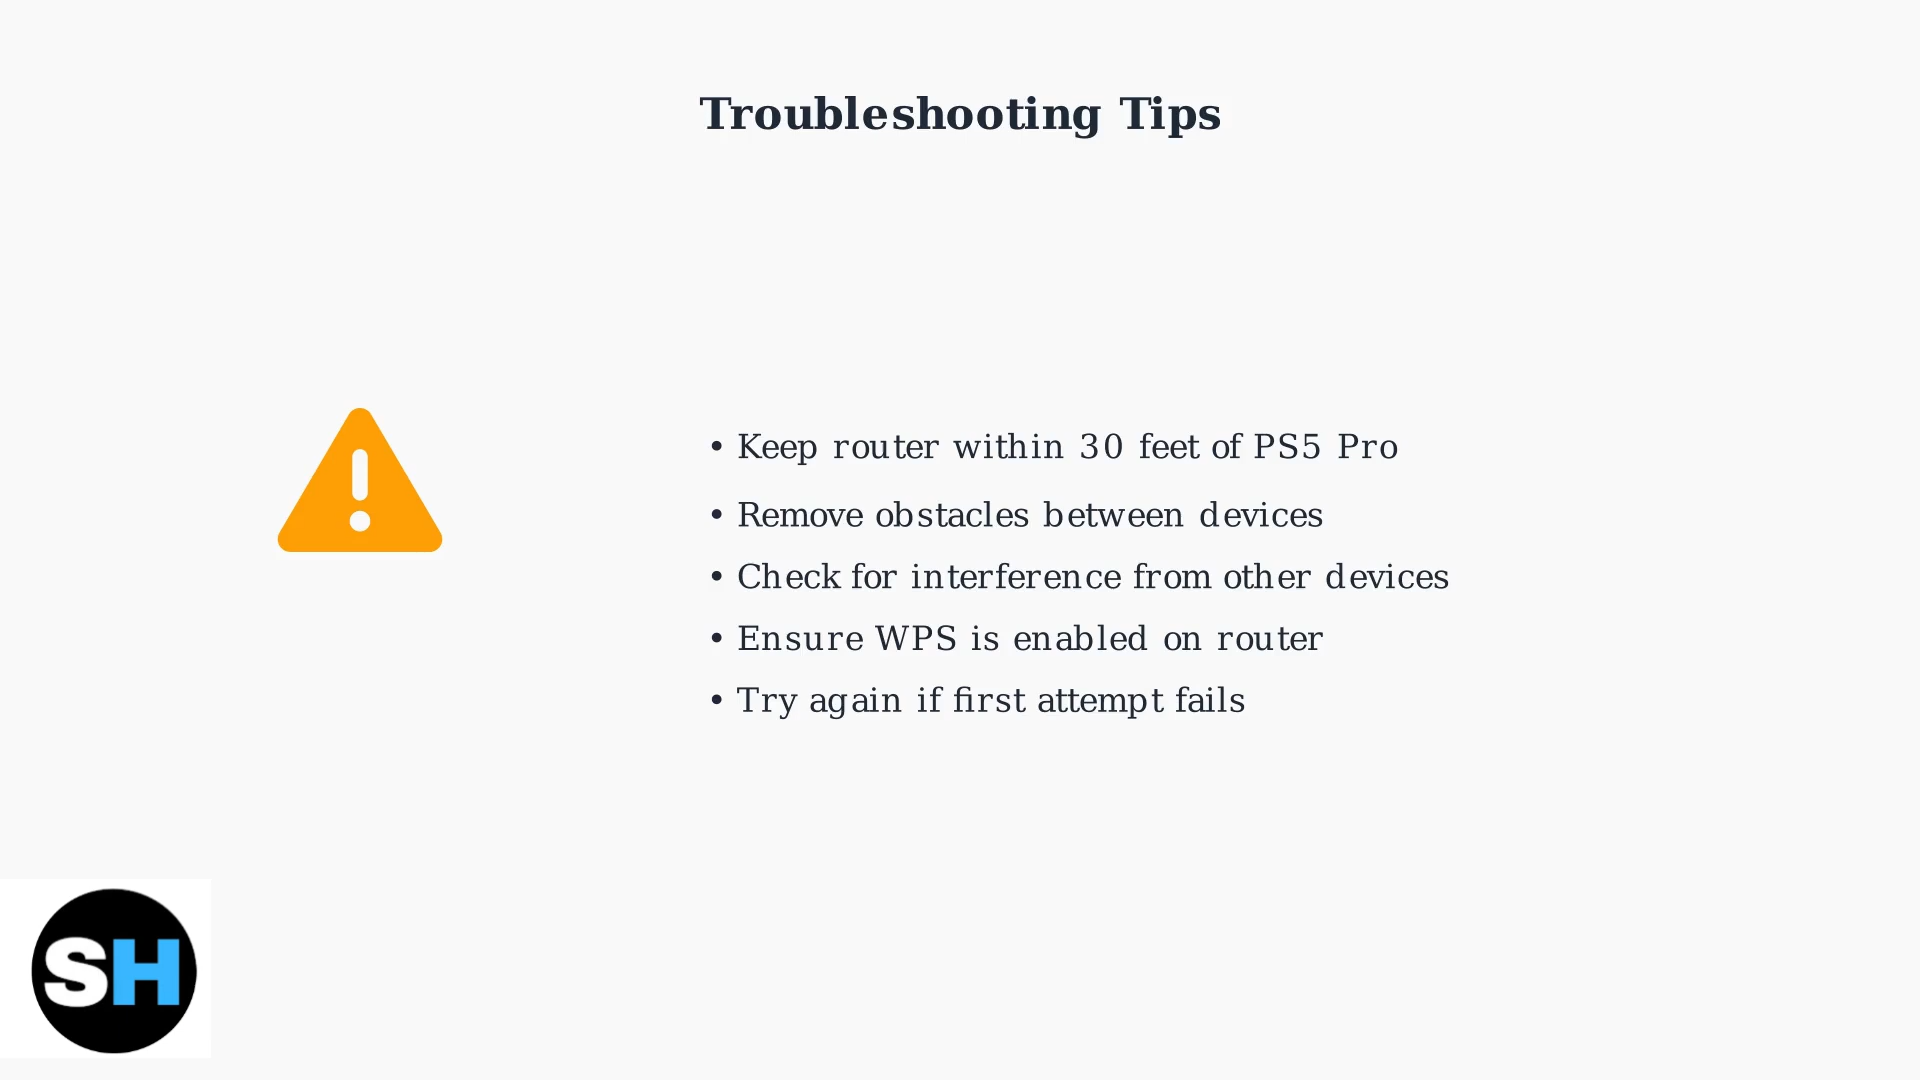 Troubleshooting Tips
• Keep router within 30 feet of PS5 Pro
• Remove obstacles between devices
• Check for interference from other devices
• Ensure WPS is enabled on router
• Try again if first attempt fails
SH